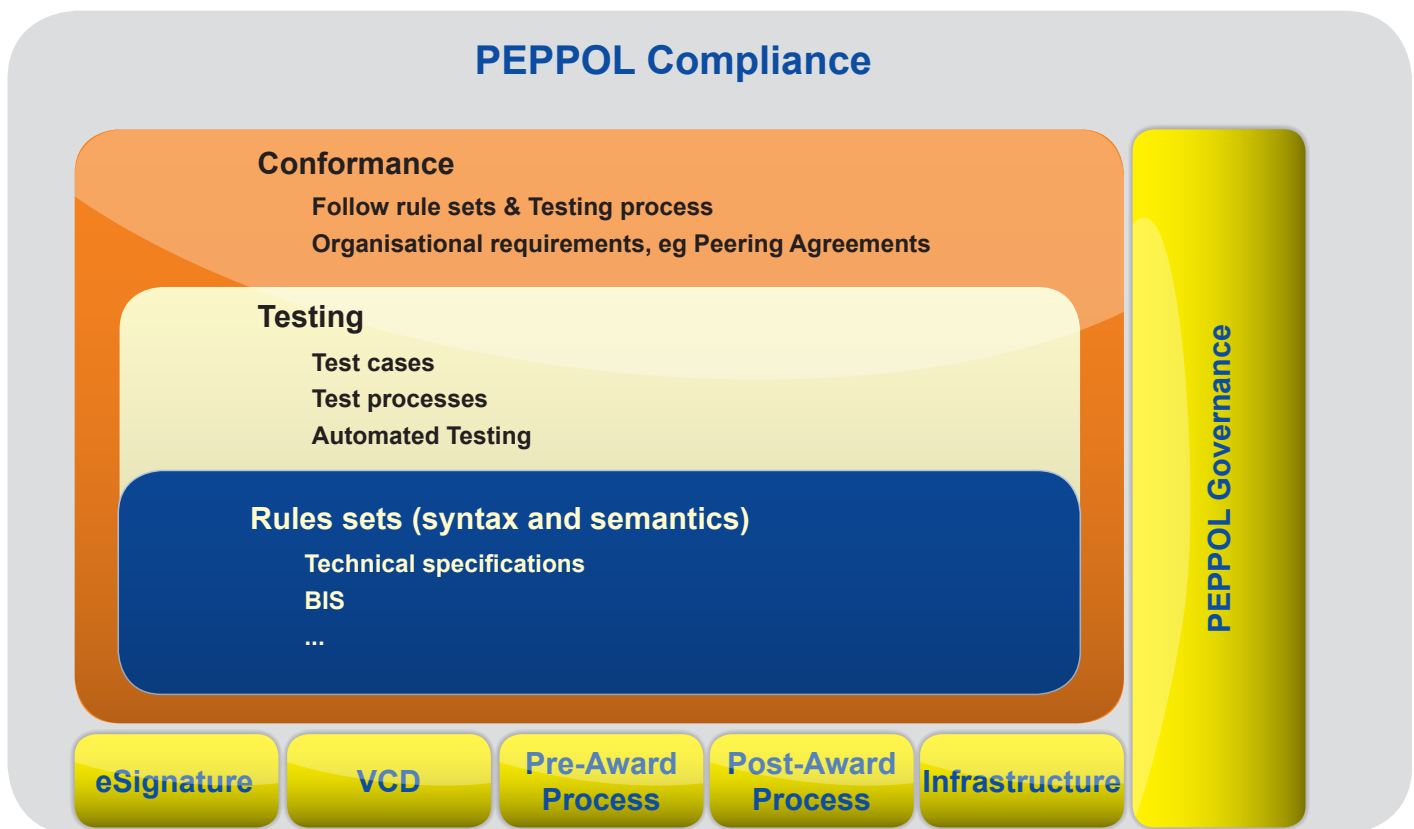 PEPPOL Compliance
Conformance
Follow rule sets & Testing process
Organisational requirements, eg Peering Agreements
Testing
Test cases
Test processes
Automated Testing
Rules sets (syntax and semantics)
Technical specifications
BIS
...
PEPPOL Governance
eSignature
VCD
Pre-Award
Process
Post-Award
Process
Infrastructure